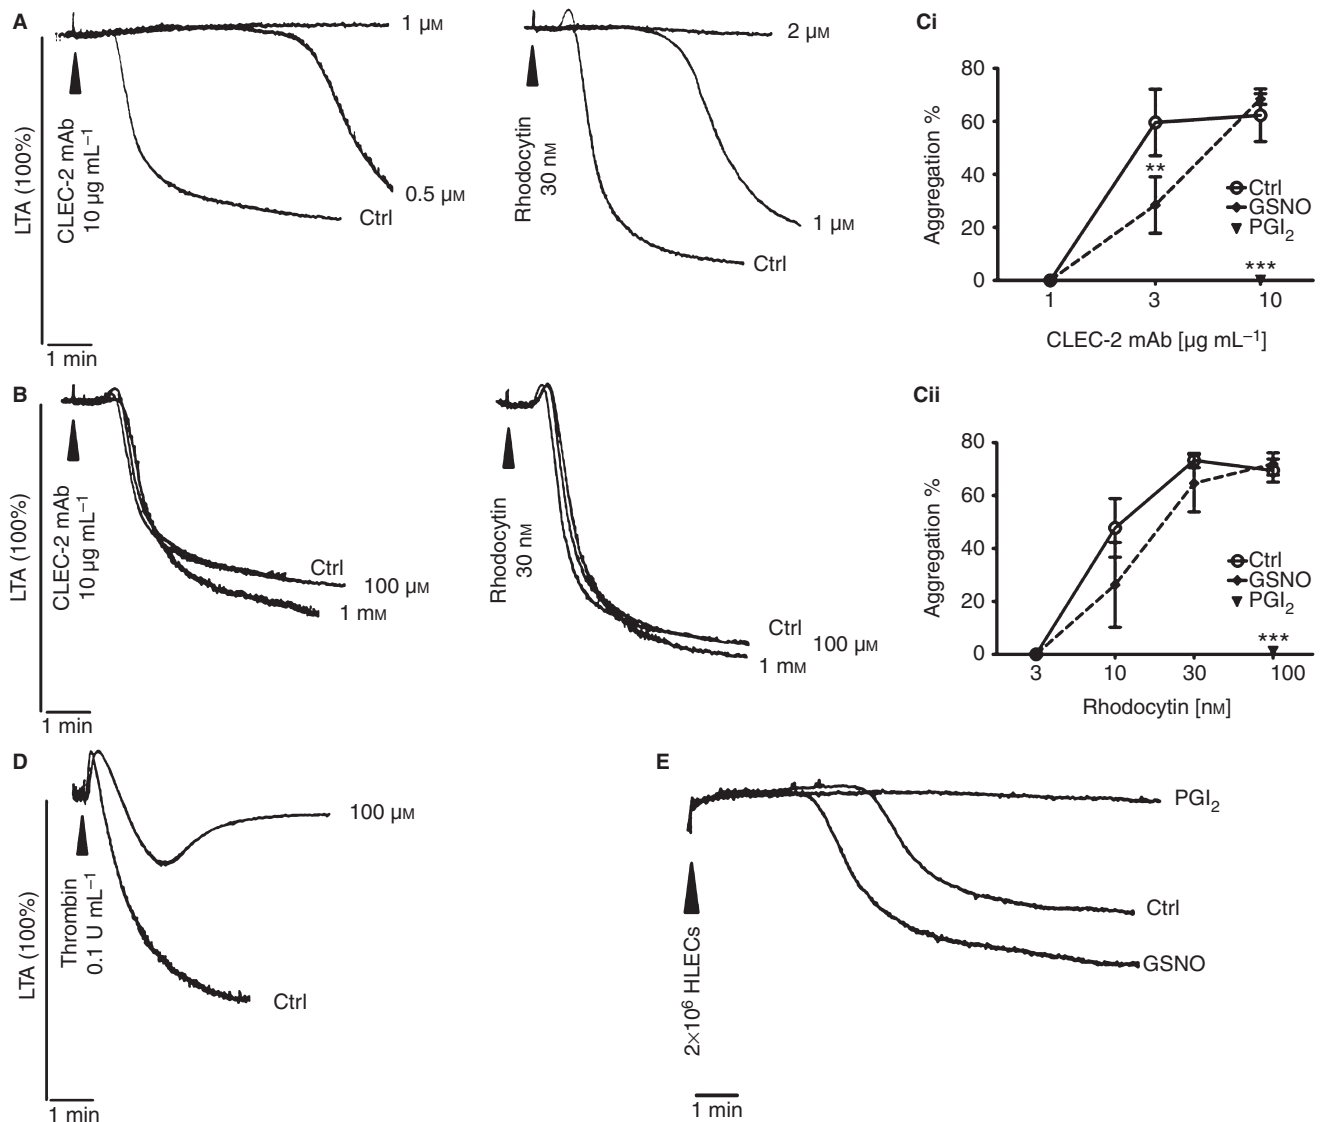 A
LTA (100%)
CLEC-2 mAb
10 µg mL⁻¹
1 µM
0.5 µM
Ctrl
1 min
Rhodocytin
30 nM
2 µM
1 µM
Ctrl
Ci
Aggregation %
80
60
40
20
0
**
***
Ctrl
GSNO
PGI₂
1 3 10
CLEC-2 mAb [µg mL⁻¹]
B
LTA (100%)
CLEC-2 mAb
10 µg mL⁻¹
Ctrl
100 µM
1 mM
1 min
Rhodocytin
30 nM
Ctrl
100 µM
1 mM
Cii
Aggregation %
80
60
40
20
0
Ctrl
GSNO
PGI₂
***
3 10 30 100
Rhodocytin [nM]
D
LTA (100%)
Thrombin
0.1 U mL⁻¹
100 µM
Ctrl
1 min
E
2×10⁶ HLECs
PGI₂
Ctrl
GSNO
1 min